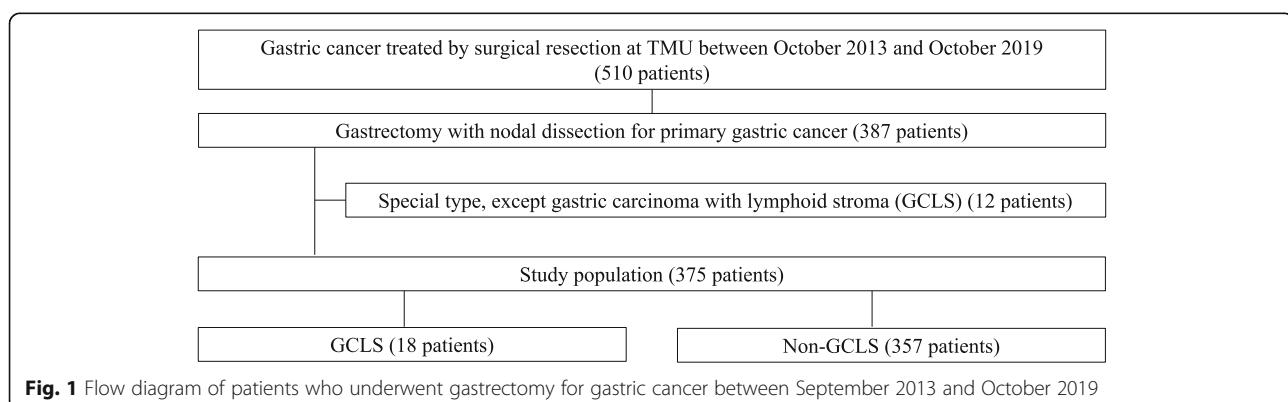 Gastric cancer treated by surgical resection at TMU between October 2013 and October 2019
(510 patients)
Gastrectomy with nodal dissection for primary gastric cancer (387 patients)
Special type, except gastric carcinoma with lymphoid stroma (GCLS) (12 patients)
Study population (375 patients)
GCLS (18 patients)
Non-GCLS (357 patients)
Fig. 1 Flow diagram of patients who underwent gastrectomy for gastric cancer between September 2013 and October 2019